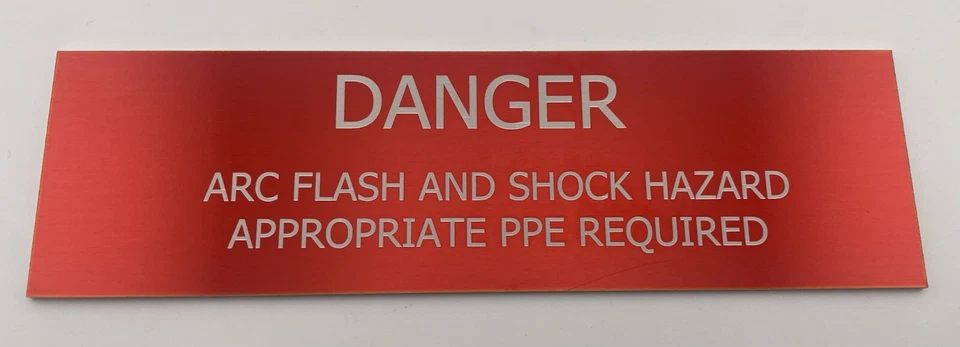 DANGER
ARC FLASH AND SHOCK HAZARD
APPROPRIATE PPE REQUIRED